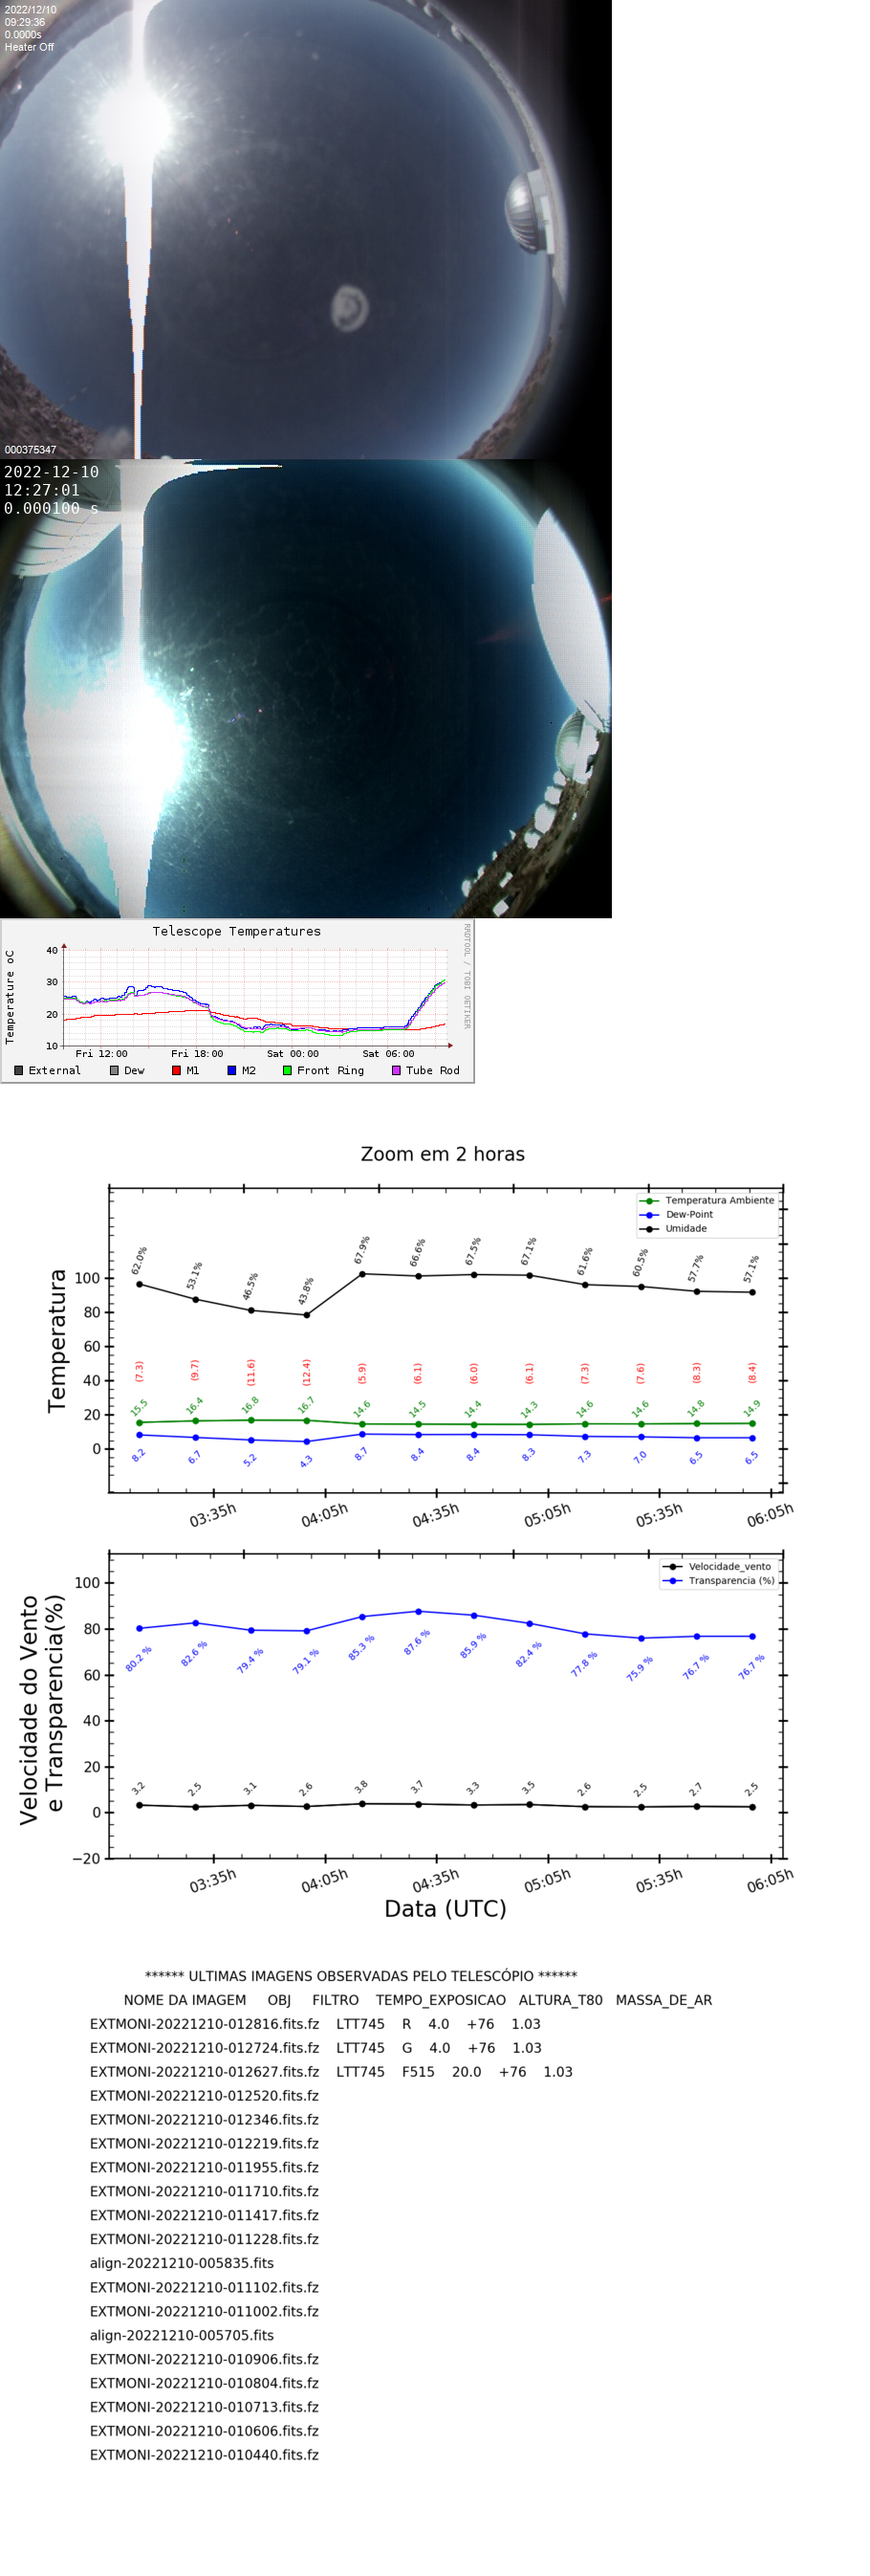 2022/12/10
09:29:36
0.0000s
Heater Off
000375347
2022-12-10
12:27:01
0.000100 s
Telescope Temperatures
RRDTOOL / TOBI OETIKER
Temperature oC
40
30
20
10
Fri 12:00 Fri 18:00 Sat 00:00 Sat 06:00
External Dew M1 M2 Front Ring Tube Rod
Zoom em 2 horas
Temperatura Ambiente
Dew-Point
Umidade
Temperatura
100
80
60
40
20
0
62.0% 53.1% 46.5% 43.8% 67.9% 66.6% 67.5% 67.1% 61.6% 60.5% 57.7% 57.1%
(7.3) (9.7) (11.6) (12.4) (5.9) (6.1) (6.0) (6.1) (7.3) (7.6) (8.3) (8.4)
15.5 16.4 16.8 16.7 14.6 14.5 14.4 14.3 14.6 14.6 14.8 14.9
8.2 6.7 5.2 4.3 8.7 8.4 8.4 8.3 7.3 7.0 6.5 6.5
03:35h 04:05h 04:35h 05:05h 05:35h 06:05h
Velocidade_vento
Transparencia (%)
Velocidade do Vento
e Transparencia(%)
100
80
60
40
20
0
−20
80.2 % 82.6 % 79.4 % 79.1 % 85.3 % 87.6 % 85.9 % 82.4 % 77.8 % 75.9 % 76.7 % 76.7 %
3.2 2.5 3.1 2.6 3.8 3.7 3.3 3.5 2.6 2.5 2.7 2.5
03:35h 04:05h 04:35h 05:05h 05:35h 06:05h
Data (UTC)
****** ULTIMAS IMAGENS OBSERVADAS PELO TELESCÓPIO ******
NOME DA IMAGEM OBJ FILTRO TEMPO_EXPOSICAO ALTURA_T80 MASSA_DE_AR
EXTMONI-20221210-012816.fits.fz LTT745 R 4.0 +76 1.03
EXTMONI-20221210-012724.fits.fz LTT745 G 4.0 +76 1.03
EXTMONI-20221210-012627.fits.fz LTT745 F515 20.0 +76 1.03
EXTMONI-20221210-012520.fits.fz
EXTMONI-20221210-012346.fits.fz
EXTMONI-20221210-012219.fits.fz
EXTMONI-20221210-011955.fits.fz
EXTMONI-20221210-011710.fits.fz
EXTMONI-20221210-011417.fits.fz
EXTMONI-20221210-011228.fits.fz
align-20221210-005835.fits
EXTMONI-20221210-011102.fits.fz
EXTMONI-20221210-011002.fits.fz
align-20221210-005705.fits
EXTMONI-20221210-010906.fits.fz
EXTMONI-20221210-010804.fits.fz
EXTMONI-20221210-010713.fits.fz
EXTMONI-20221210-010606.fits.fz
EXTMONI-20221210-010440.fits.fz